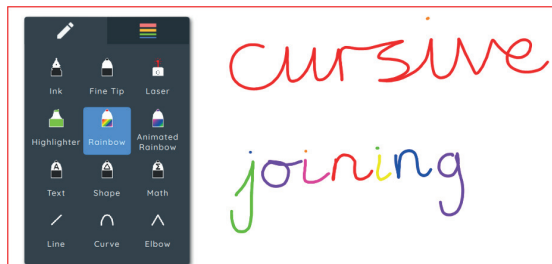 cursive
joining
Ink Fine Tip Laser
Highlighter Rainbow Animated Rainbow
A Text Shape Σ Math
Line Curve Elbow